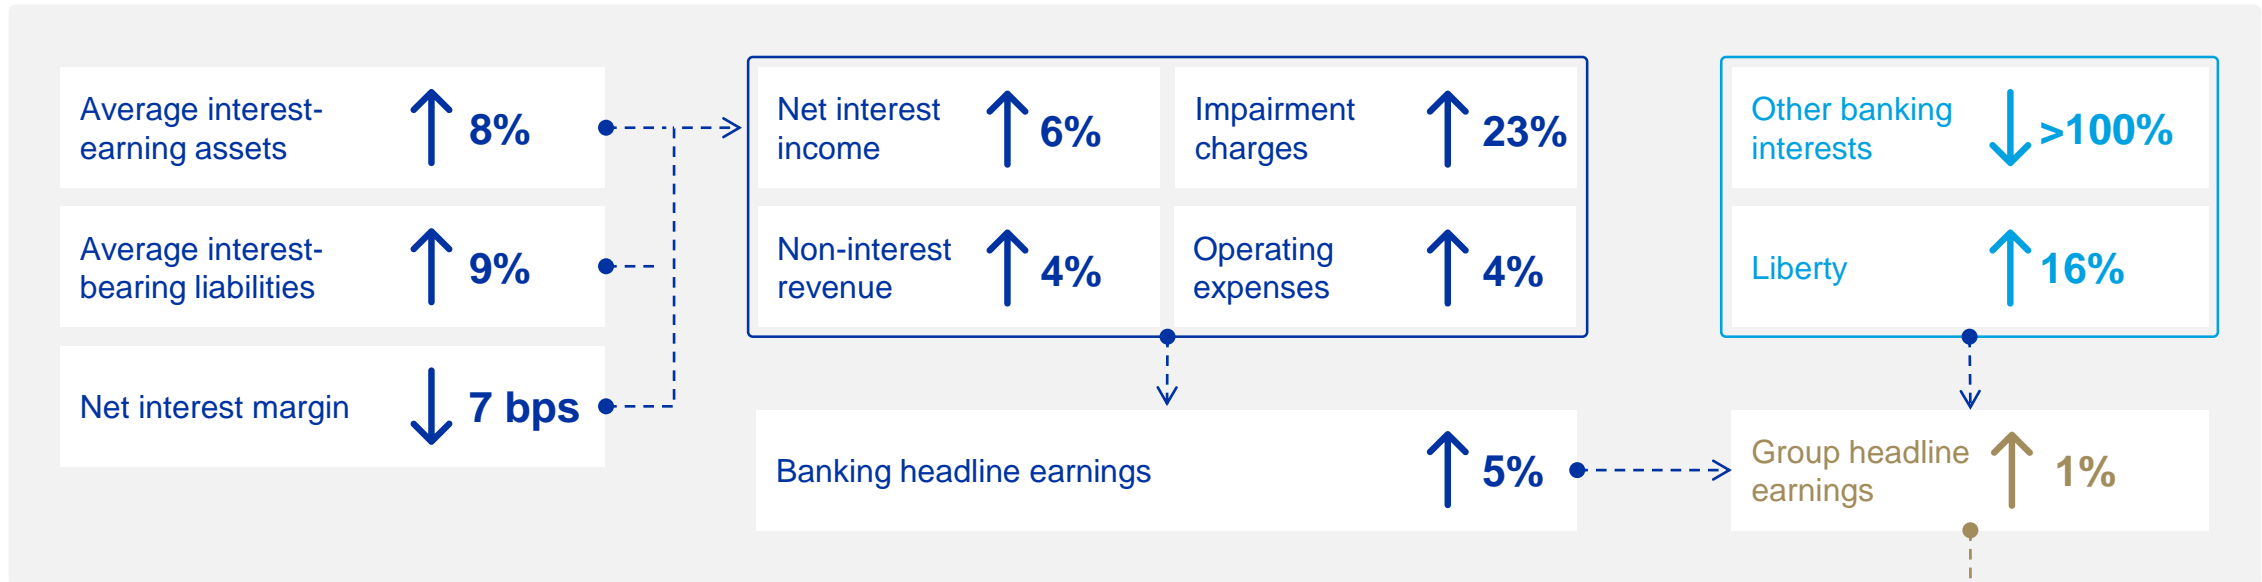 Average interest-
earning assets
8%
Average interest-
bearing liabilities
9%
Net interest margin
7 bps
Net interest
income
6%
Impairment
charges
23%
Non-interest
revenue
4%
Operating
expenses
4%
Banking headline earnings
5%
Other banking
interests
>100%
Liberty
16%
Group headline
earnings
1%